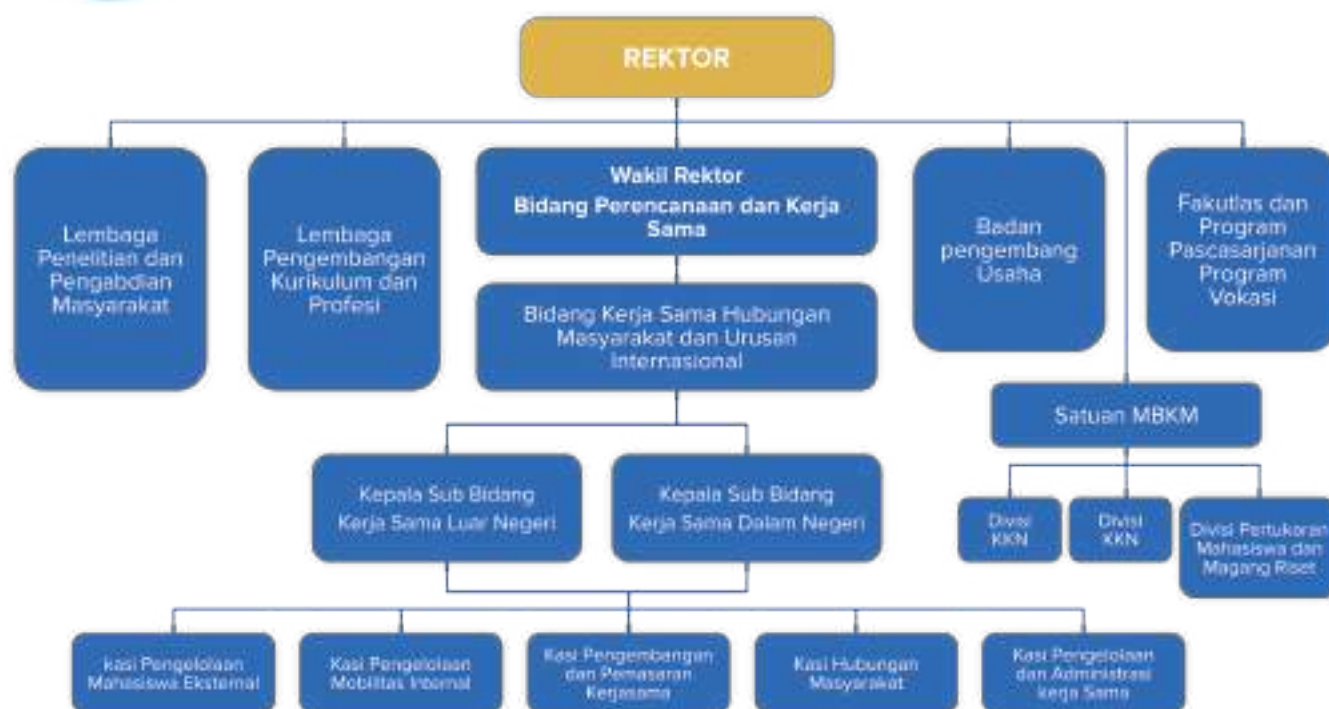 REKTOR
Lembaga
Penelitian dan
Pengabdian
Masyarakat
Lembaga
Pengembangan
Kurikulum dan
Profesi
Wakil Rektor
Bidang Perencanaan dan Kerja
Sama
Badan
pengembang
Usaha
Fakutlas dan
Program
Pascasarjanan
Program
Vokasi
Bidang Kerja Sama Hubungan
Masyarakat dan Urusan
Internasional
Satuan MBKM
Kepala Sub Bidang
Kerja Sama Luar Negeri
Kepala Sub Bidang
Kerja Sama Dalam Negeri
Divisi
KKN
Divisi
KKN
Divisi Pertukaran
Mahasiswa dan
Magang Riset
kasi Pengelolaan
Mahasiswa Eksternal
Kasi Pengelolaan
Mobilitas Internal
Kasi Pengembangan
dan Pemasaran
Kerjasama
Kasi Hubungan
Masyarakat
Kasi Pengelolaan
dan Administrasi
kerja Sama